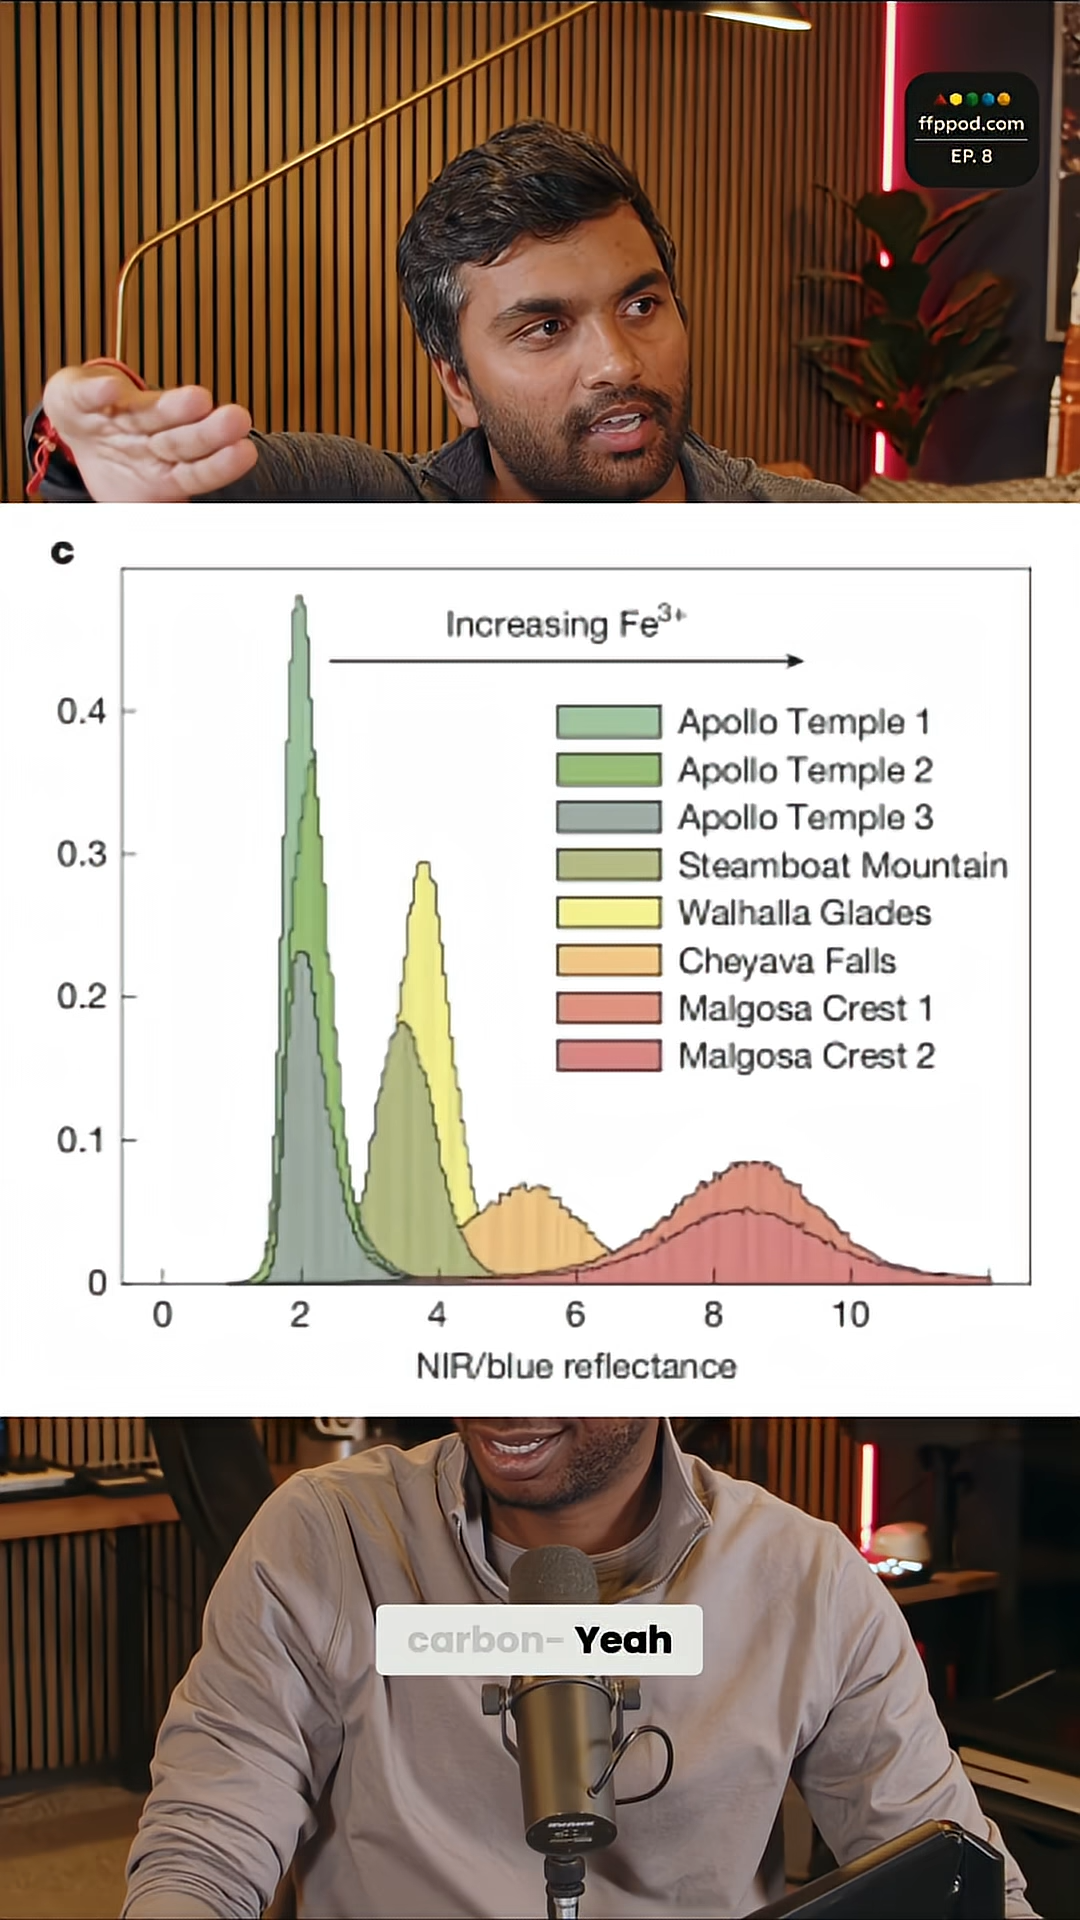 ffppod.com
EP. 8
c
Increasing Fe³⁺
0.4
0.3
0.2
0.1
0
Apollo Temple 1
Apollo Temple 2
Apollo Temple 3
Steamboat Mountain
Walhalla Glades
Cheyava Falls
Malgosa Crest 1
Malgosa Crest 2
0 2 4 6 8 10
NIR/blue reflectance
carbon- Yeah